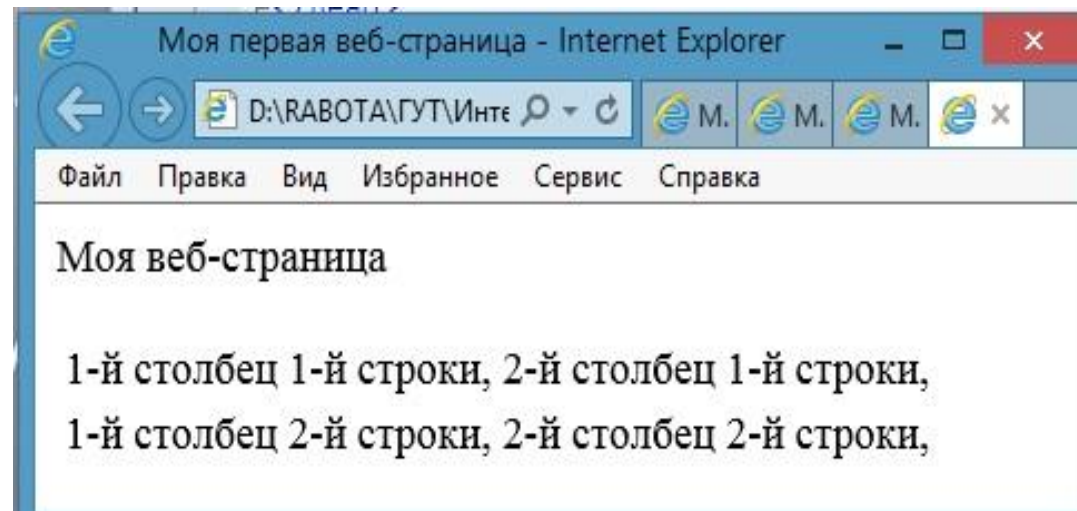 Моя первая веб-страница - Internet Explorer
D:\RABOTA\ГУТ\Инте
М. М. М.
Файл Правка Вид Избранное Сервис Справка
Моя веб-страница
1-й столбец 1-й строки, 2-й столбец 1-й строки,
1-й столбец 2-й строки, 2-й столбец 2-й строки,